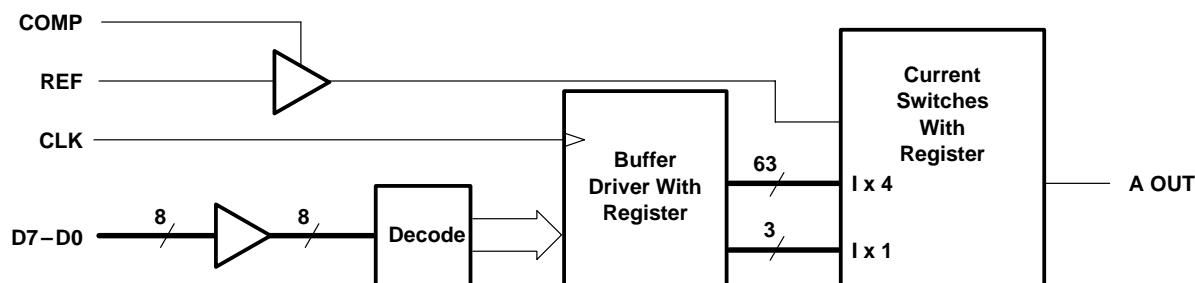 COMP
REF
CLK
D7–D0
8
8
Decode
Buffer
Driver With
Register
63
3
I x 4
I x 1
Current
Switches
With
Register
A OUT